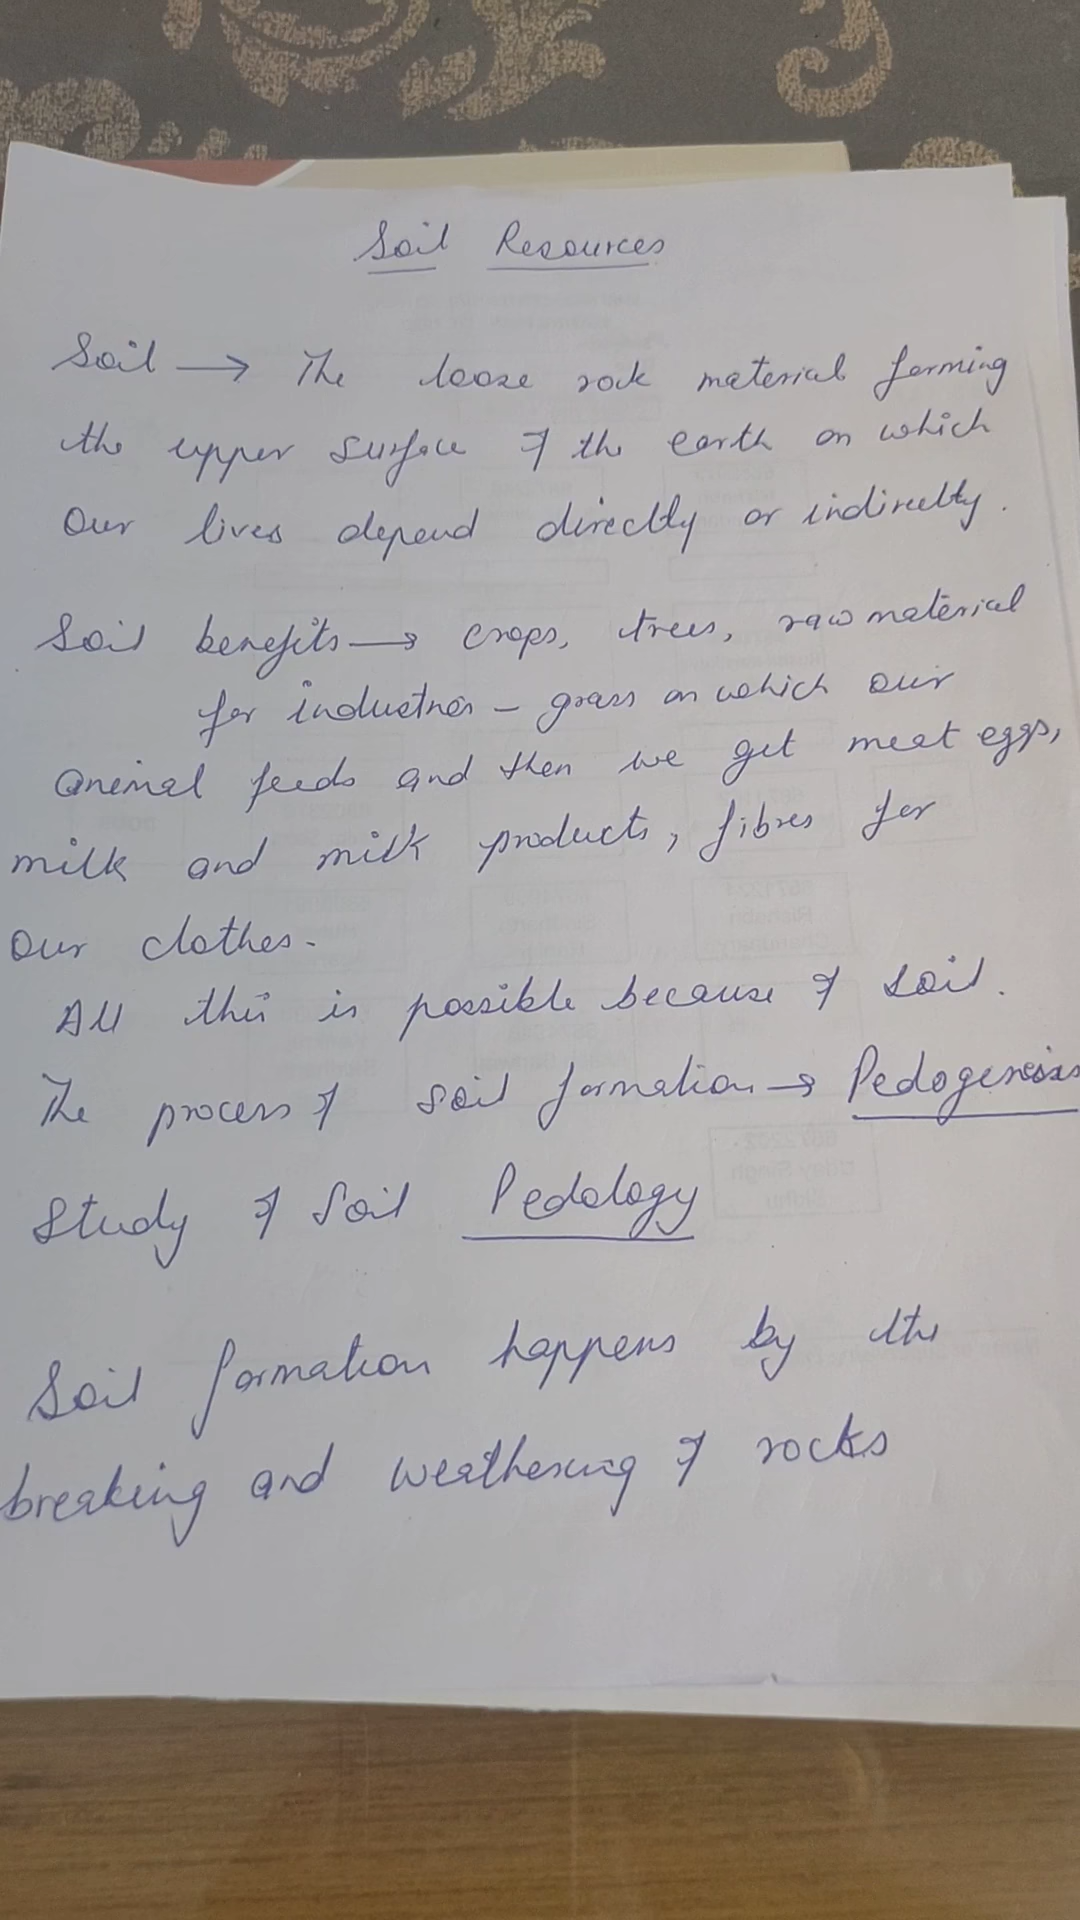 Soil Resources
Soil → The loose rock material forming
the upper surface of the earth on which
Our lives depend directly or indirectly.
Soil benefits → crops, trees, raw material
for industries - grass on which our
animal feeds and then we get meat eggs,
milk and milk products, fibres for
our clothes.
All this is possible because of soil.
The process of soil formation → Pedogenesis
Study of Soil Pedology
Soil formation happens by the
breaking and weathering of rocks